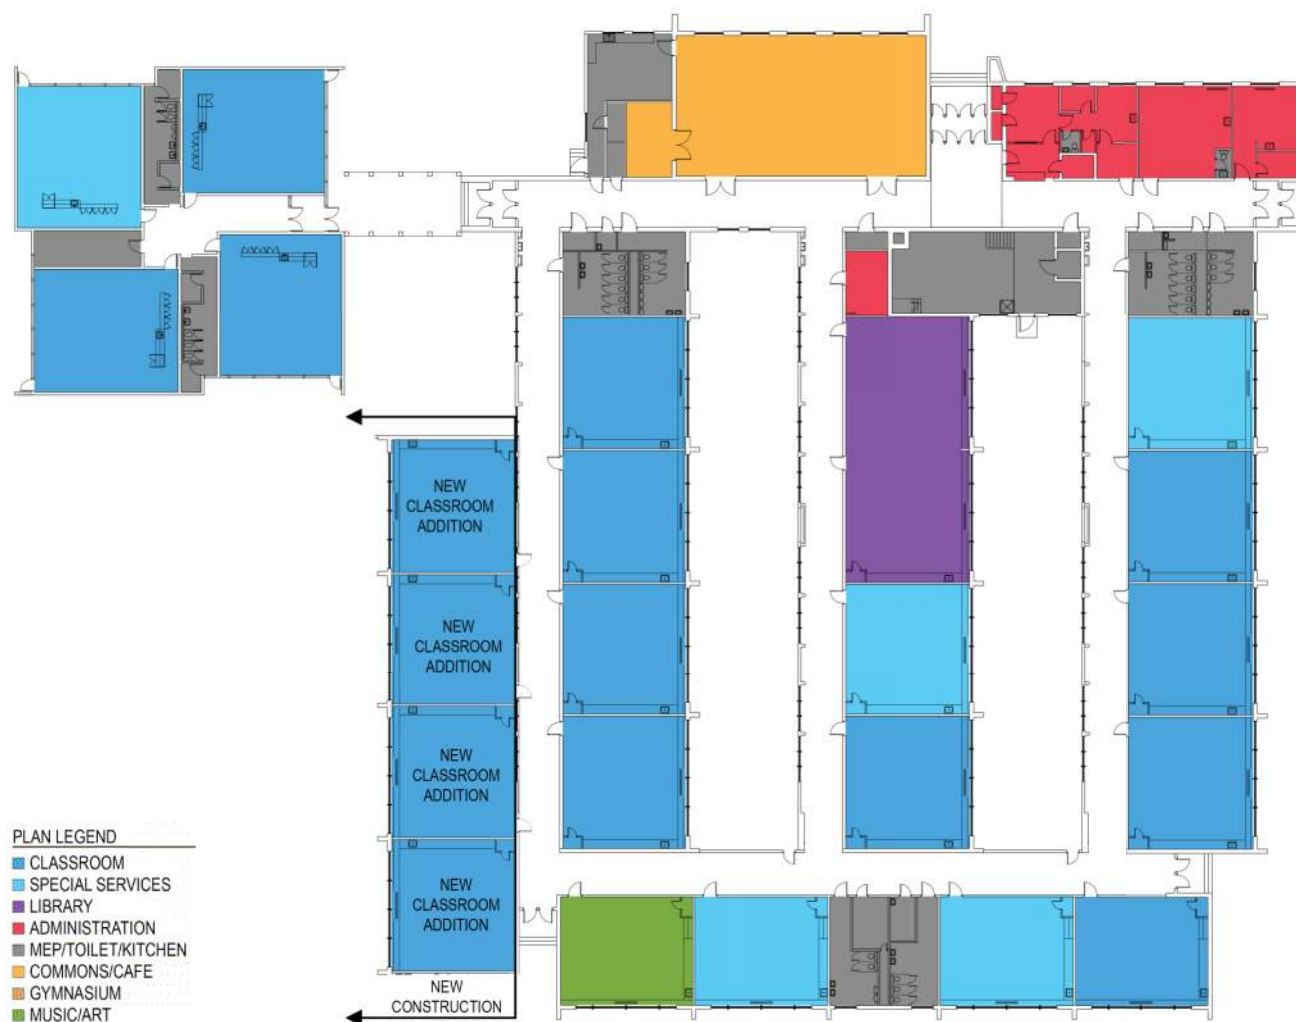 NEW
CLASSROOM
ADDITION
NEW
CLASSROOM
ADDITION
NEW
CLASSROOM
ADDITION
NEW
CLASSROOM
ADDITION
NEW
CONSTRUCTION
PLAN LEGEND
CLASSROOM
SPECIAL SERVICES
LIBRARY
ADMINISTRATION
MEP/TOILET/KITCHEN
COMMONS/CAFE
GYMNASIUM
MUSIC/ART